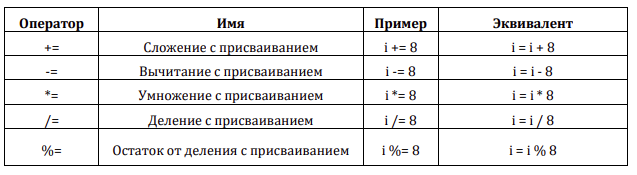 Оператор Имя Пример Эквивалент
+= Сложение с присваиванием i += 8 i = i + 8
-= Вычитание с присваиванием i -= 8 i = i - 8
*= Умножение с присваиванием i *= 8 i = i * 8
/= Деление с присваиванием i /= 8 i = i / 8
%= Остаток от деления с присваиванием i %= 8 i = i % 8